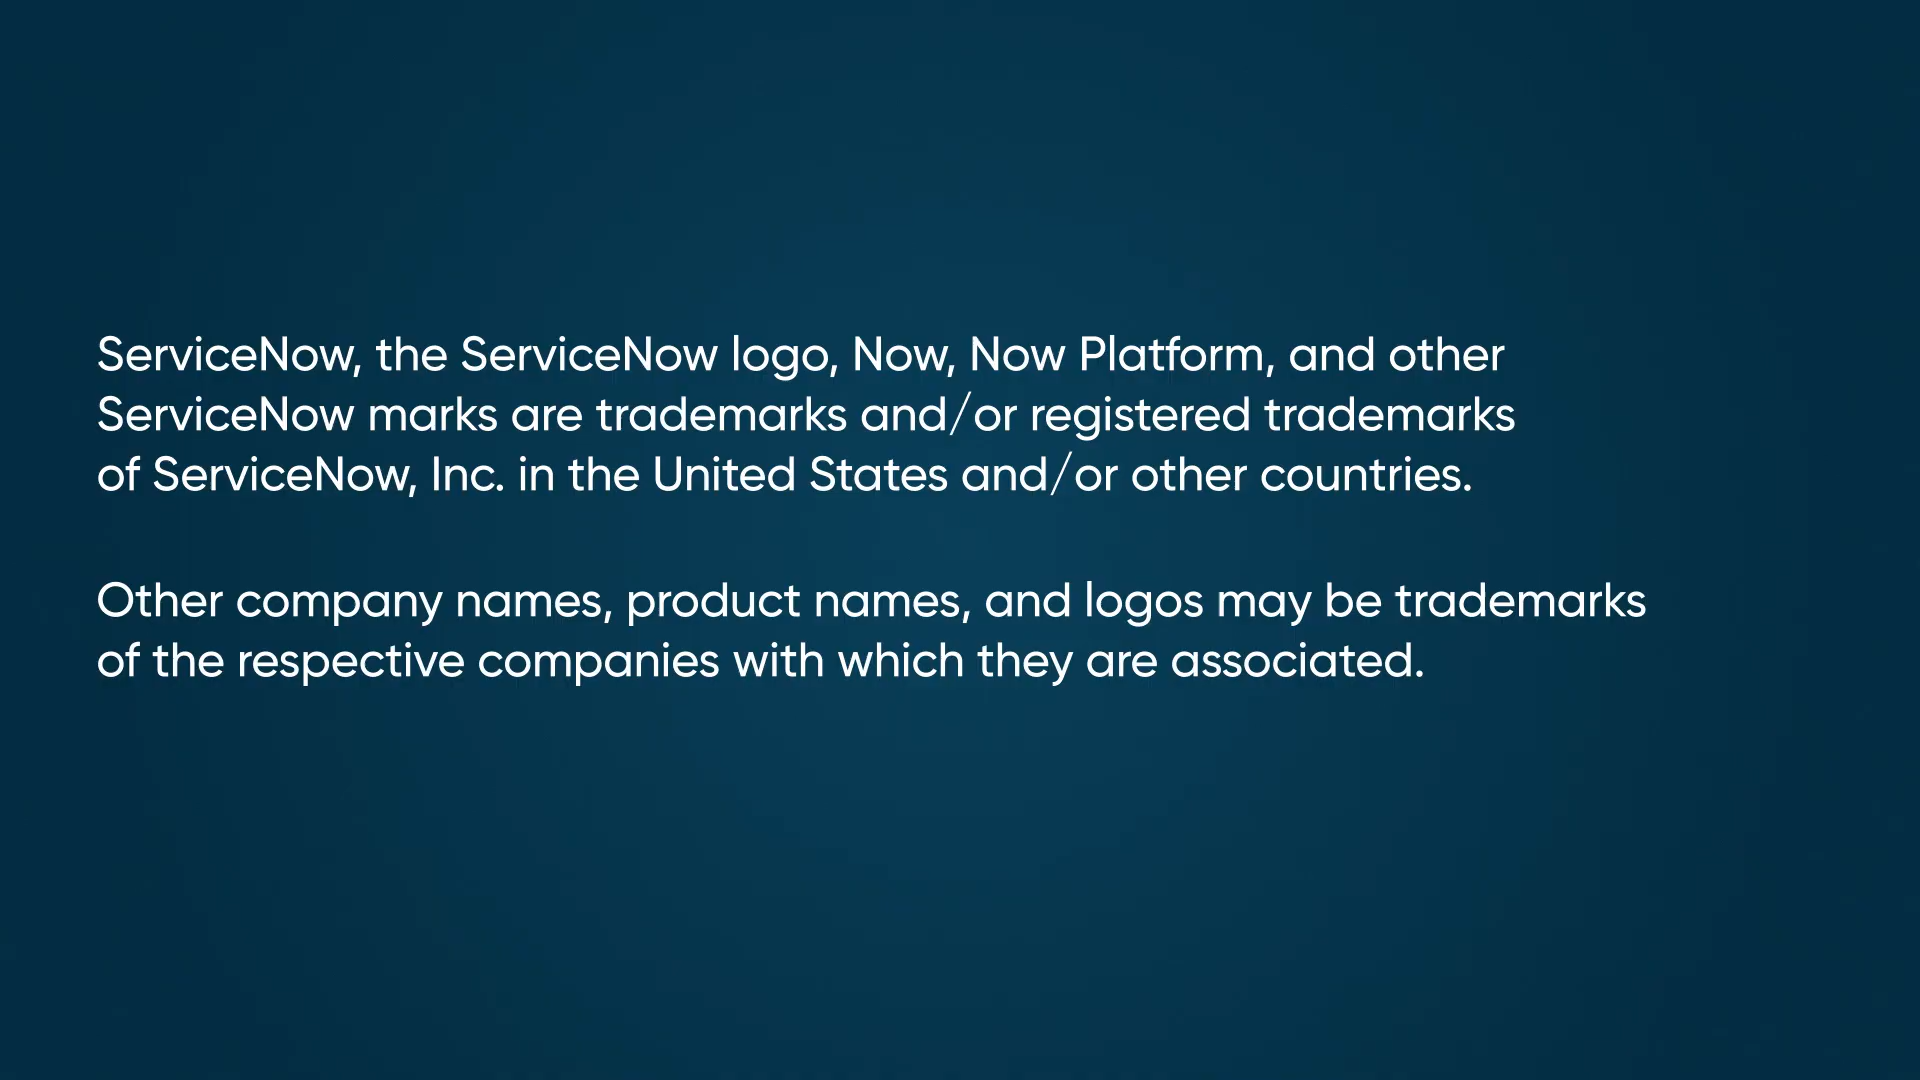 ServiceNow, the ServiceNow logo, Now, Now Platform, and other
ServiceNow marks are trademarks and/or registered trademarks
of ServiceNow, Inc. in the United States and/or other countries.
Other company names, product names, and logos may be trademarks
of the respective companies with which they are associated.